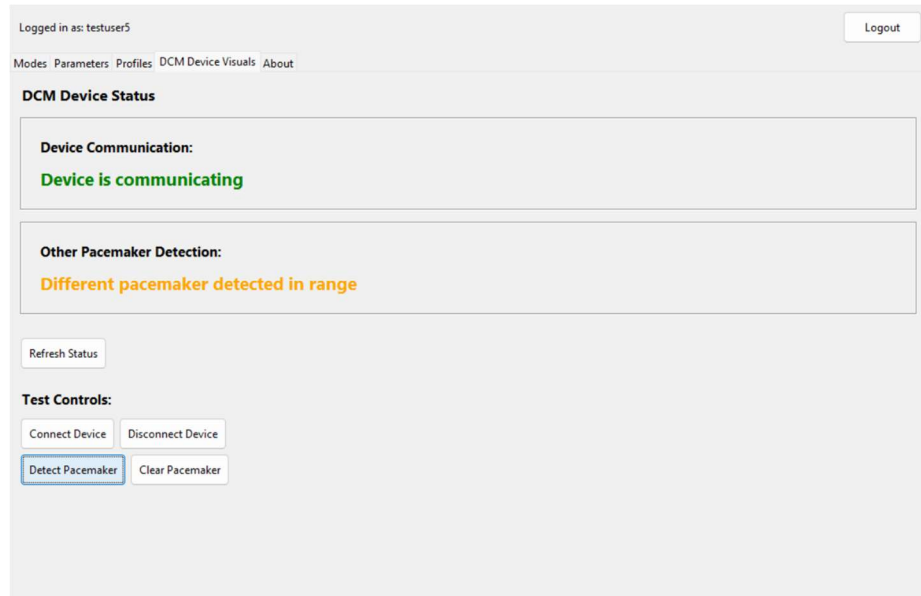 Logged in as: testuser5 Logout
Modes Parameters Profiles DCM Device Visuals About
DCM Device Status
Device Communication:
Device is communicating
Other Pacemaker Detection:
Different pacemaker detected in range
Refresh Status
Test Controls:
Connect Device Disconnect Device
Detect Pacemaker Clear Pacemaker